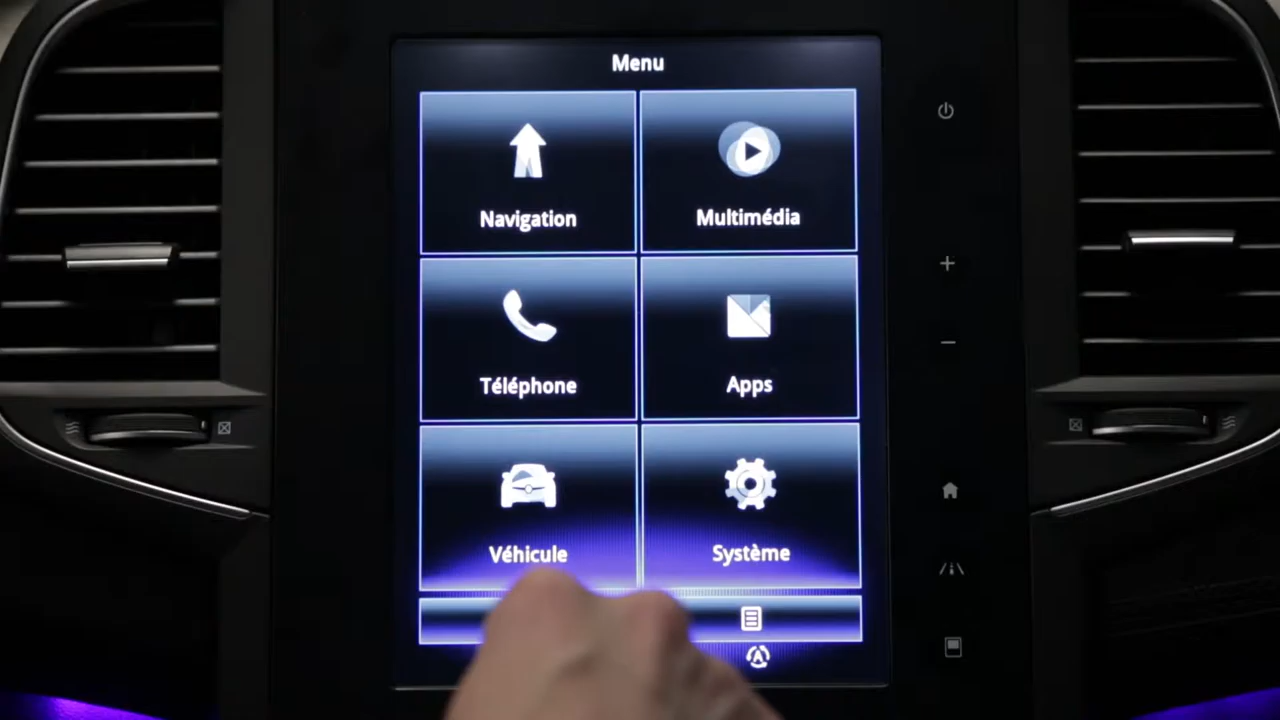 Menu
Navigation
Multimédia
Téléphone
Apps
Véhicule
Système